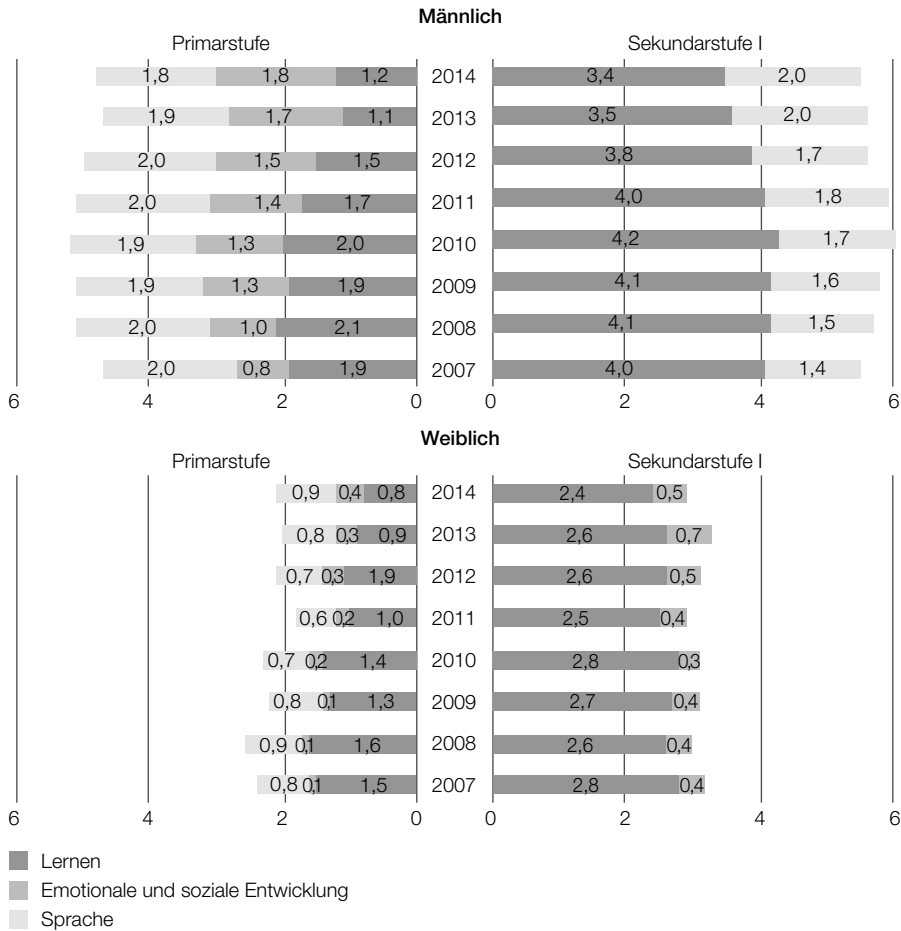 Männlich
Primarstufe Sekundarstufe I
1,8 1,8 1,2 2014 3,4 2,0
1,9 1,7 1,1 2013 3,5 2,0
2,0 1,5 1,5 2012 3,8 1,7
2,0 1,4 1,7 2011 4,0 1,8
1,9 1,3 2,0 2010 4,2 1,7
1,9 1,3 1,9 2009 4,1 1,6
2,0 1,0 2,1 2008 4,1 1,5
2,0 0,8 1,9 2007 4,0 1,4
6 4 2 0 0 2 4 6
Weiblich
Primarstufe Sekundarstufe I
0,9 0,4 0,8 2014 2,4 0,5
0,8 0,3 0,9 2013 2,6 0,7
0,7 0,3 1,9 2012 2,6 0,5
0,6 0,2 1,0 2011 2,5 0,4
0,7 0,2 1,4 2010 2,8 0,3
0,8 0,1 1,3 2009 2,7 0,4
0,9 0,1 1,6 2008 2,6 0,4
0,8 0,1 1,5 2007 2,8 0,4
6 4 2 0 0 2 4 6
Lernen
Emotionale und soziale Entwicklung
Sprache